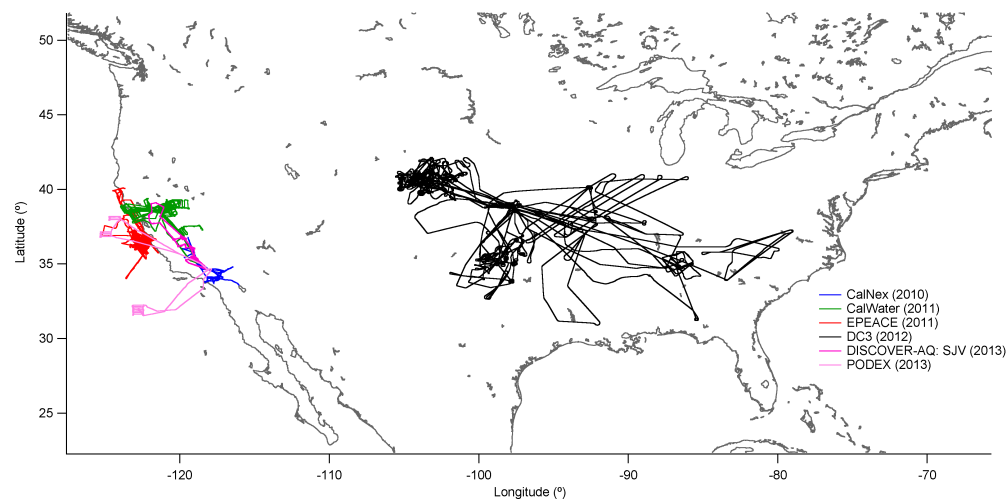 50
45
40
35
30
25
Latitude (º)
-120
-110
-100
-90
-80
-70
Longitude (º)
CalNex (2010)
CalWater (2011)
EPEACE (2011)
DC3 (2012)
DISCOVER-AQ: SJV (2013)
PODEX (2013)